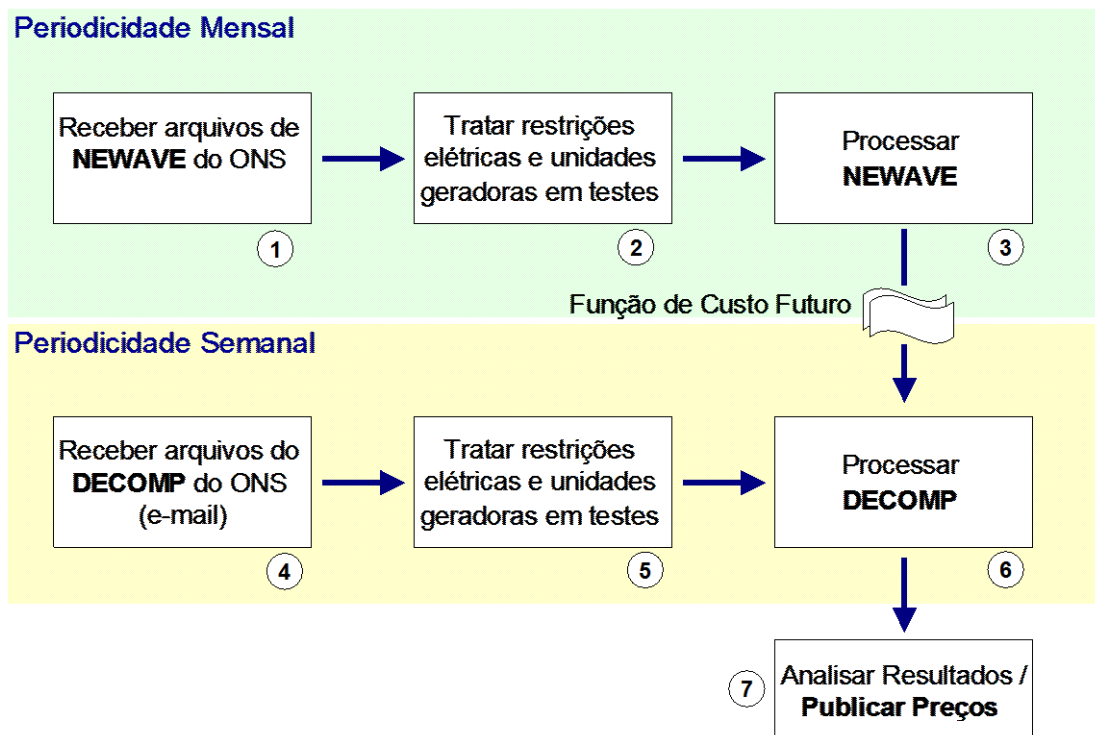 Periodicidade Mensal
Receber arquivos de
NEWAVE do ONS
1
Tratar restrições
elétricas e unidades
geradoras em testes
2
Processar
NEWAVE
3
Função de Custo Futuro
Periodicidade Semanal
Receber arquivos do
DECOMP do ONS
(e-mail)
4
Tratar restrições
elétricas e unidades
geradoras em testes
5
Processar
DECOMP
6
7
Analisar Resultados /
Publicar Preços